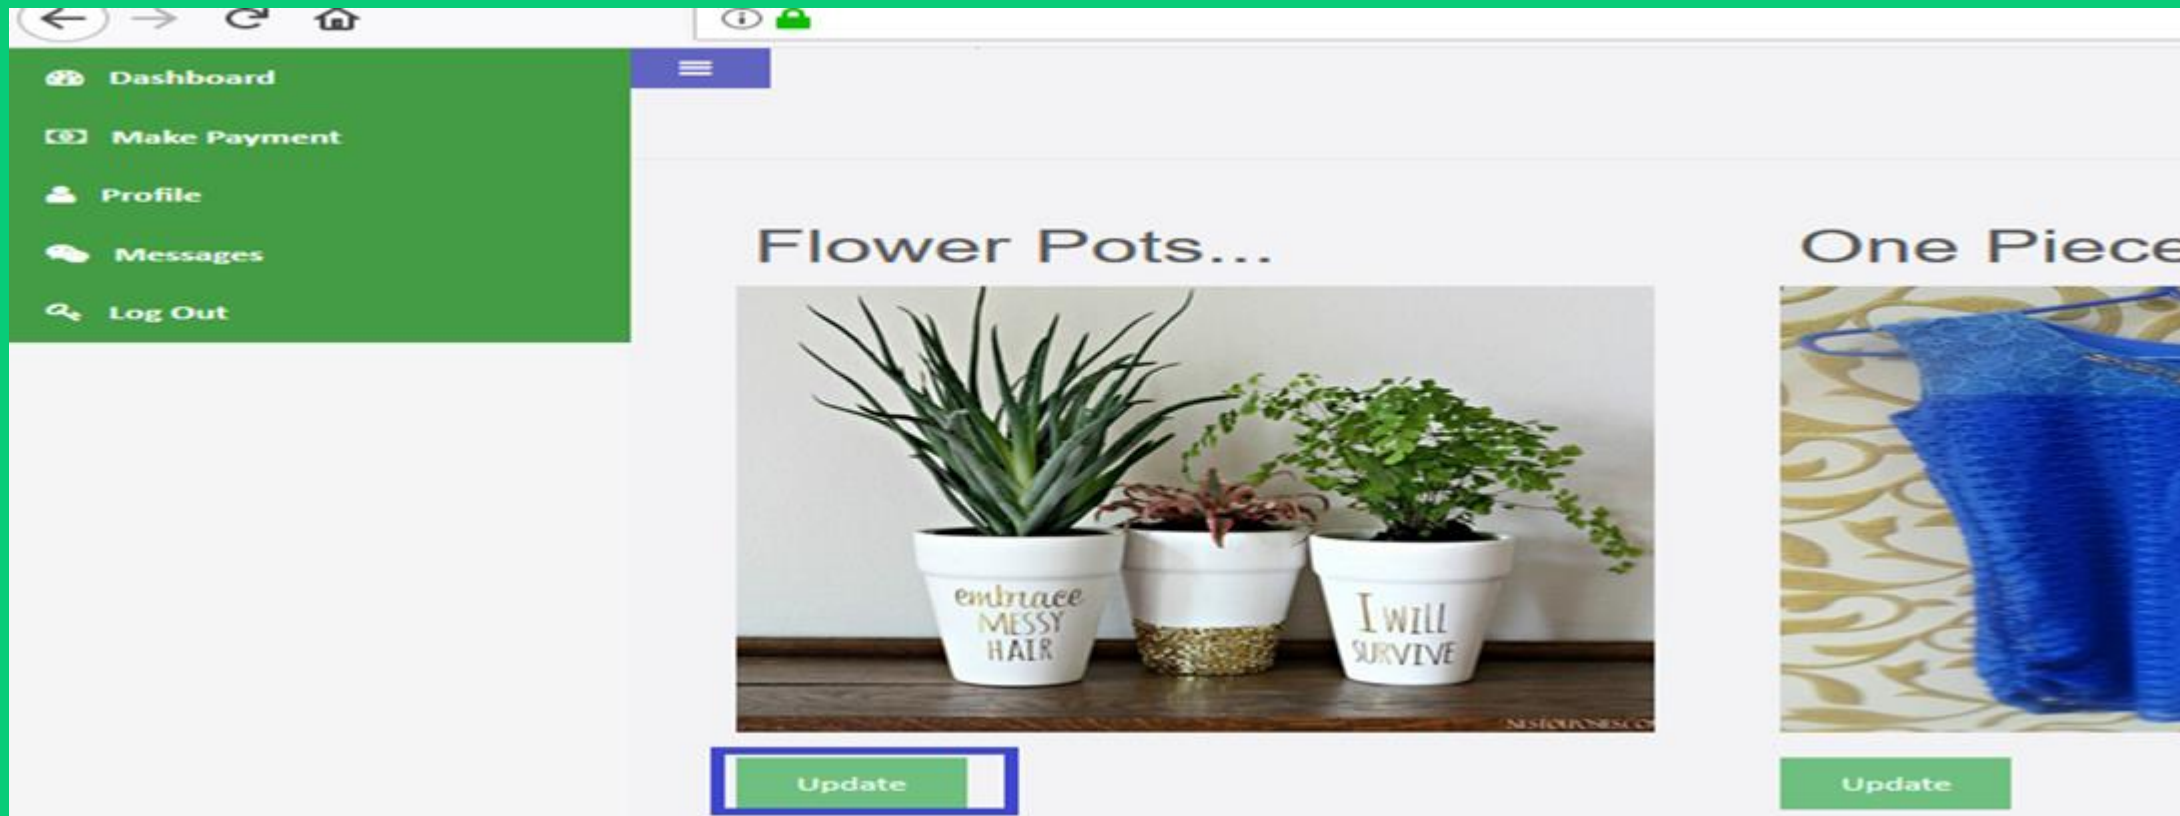 Dashboard
Make Payment
Profile
Messages
Log Out
Flower Pots...
One Piece
embrace
MESSY
HAIR
I WILL
SURVIVE
Update
Update